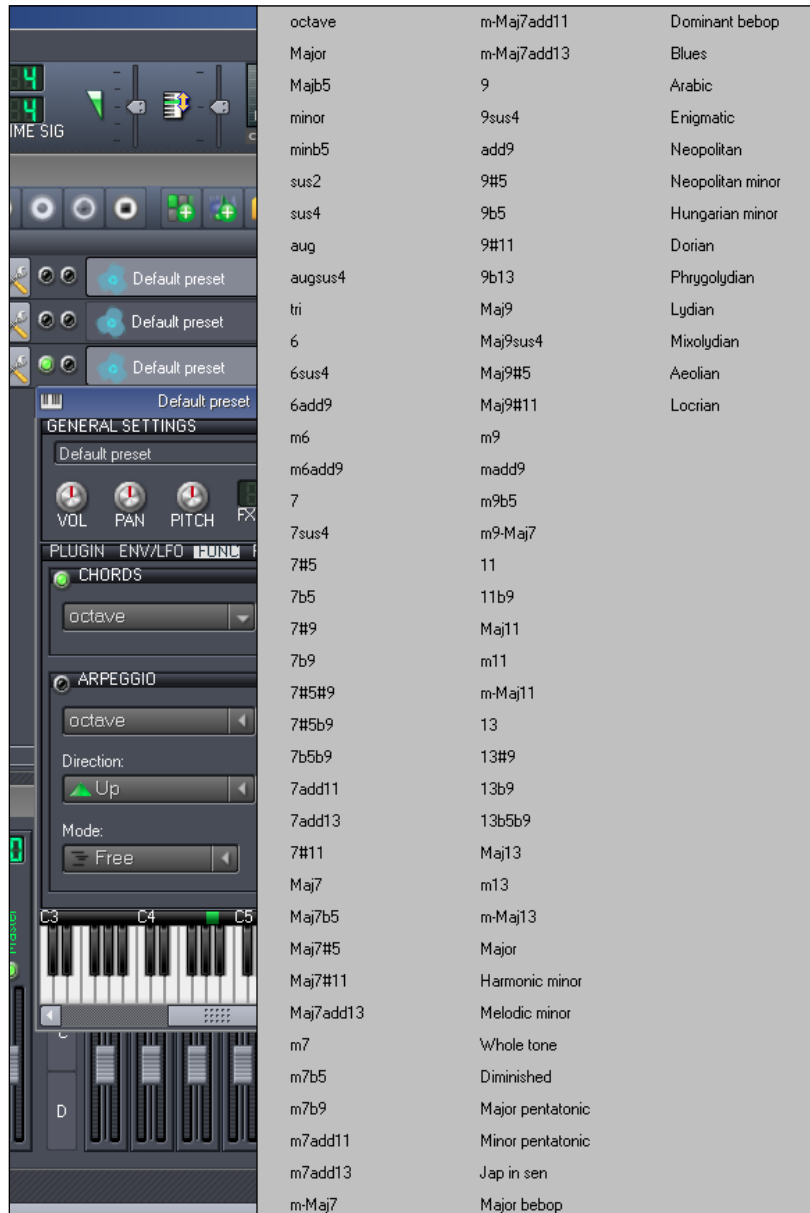 4
4
IME SIG
Default preset
Default preset
Default preset
Default preset
GENERAL SETTINGS
Default preset
VOL
PAN
PITCH
FX
PLUGIN
ENV/LFO
FUNC
CHORDS
octave
ARPEGGIO
octave
Direction:
Up
Mode:
Free
C3
C4
C5
D
octave
Major
Majb5
minor
minb5
sus2
sus4
aug
augsus4
tri
6
6sus4
6add9
m6
m6add9
7
7sus4
7#5
7b5
7#9
7b9
7#5#9
7#5b9
7b5b9
7add11
7add13
7#11
Maj7
Maj7b5
Maj7#5
Maj7#11
Maj7add13
m7
m7b5
m7b9
m7add11
m7add13
m-Maj7
m-Maj7add11
m-Maj7add13
9
9sus4
add9
9#5
9b5
9#11
9b13
Maj9
Maj9sus4
Maj9#5
Maj9#11
m9
madd9
m9b5
m9-Maj7
11
11b9
Maj11
m11
m-Maj11
13
13#9
13b9
13b5b9
Maj13
m13
m-Maj13
Major
Harmonic minor
Melodic minor
Whole tone
Diminished
Major pentatonic
Minor pentatonic
Jap in sen
Major bebop
Dominant bebop
Blues
Arabic
Enigmatic
Neopolitan
Neopolitan minor
Hungarian minor
Dorian
Phrygolydian
Lydian
Mixolydian
Aeolian
Locrian